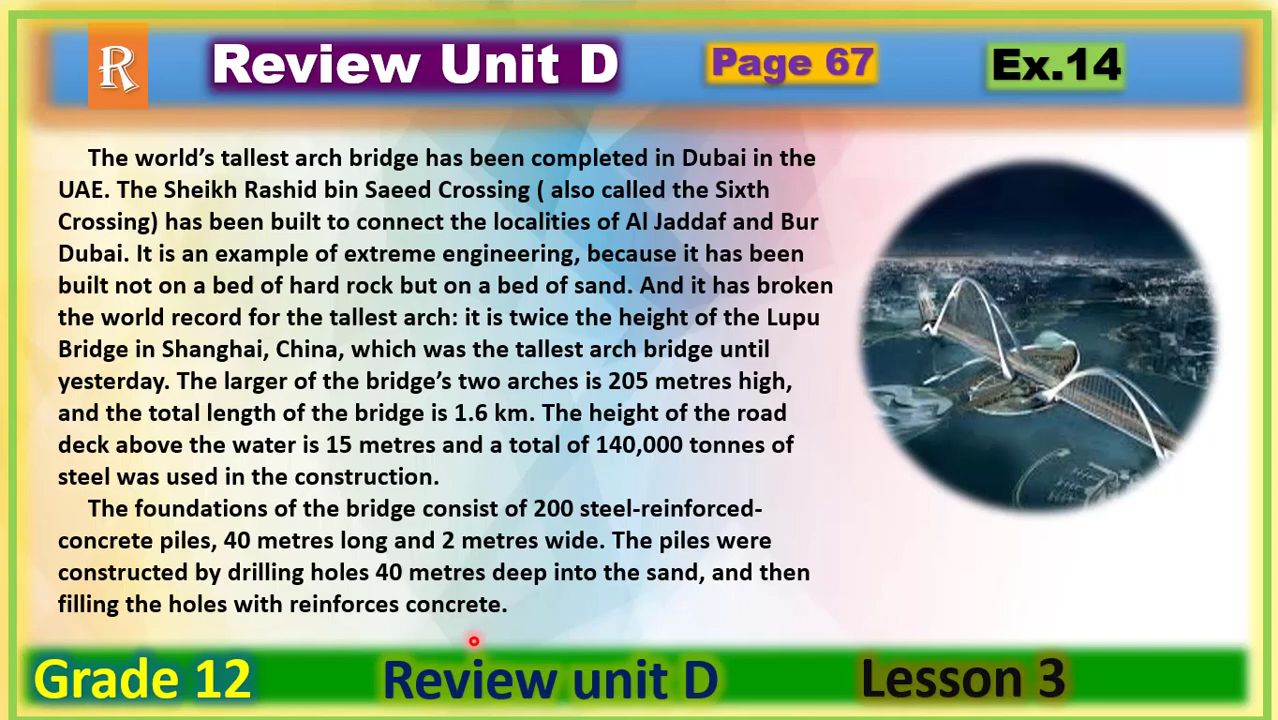 R
Review Unit D
Page 67
Ex.14
The world's tallest arch bridge has been completed in Dubai in the
UAE. The Sheikh Rashid bin Saeed Crossing ( also called the Sixth
Crossing) has been built to connect the localities of Al Jaddaf and Bur
Dubai. It is an example of extreme engineering, because it has been
built not on a bed of hard rock but on a bed of sand. And it has broken
the world record for the tallest arch: it is twice the height of the Lupu
Bridge in Shanghai, China, which was the tallest arch bridge until
yesterday. The larger of the bridge's two arches is 205 metres high,
and the total length of the bridge is 1.6 km. The height of the road
deck above the water is 15 metres and a total of 140,000 tonnes of
steel was used in the construction.
The foundations of the bridge consist of 200 steel-reinforced-
concrete piles, 40 metres long and 2 metres wide. The piles were
constructed by drilling holes 40 metres deep into the sand, and then
filling the holes with reinforces concrete.
Grade 12
Review unit D
Lesson 3